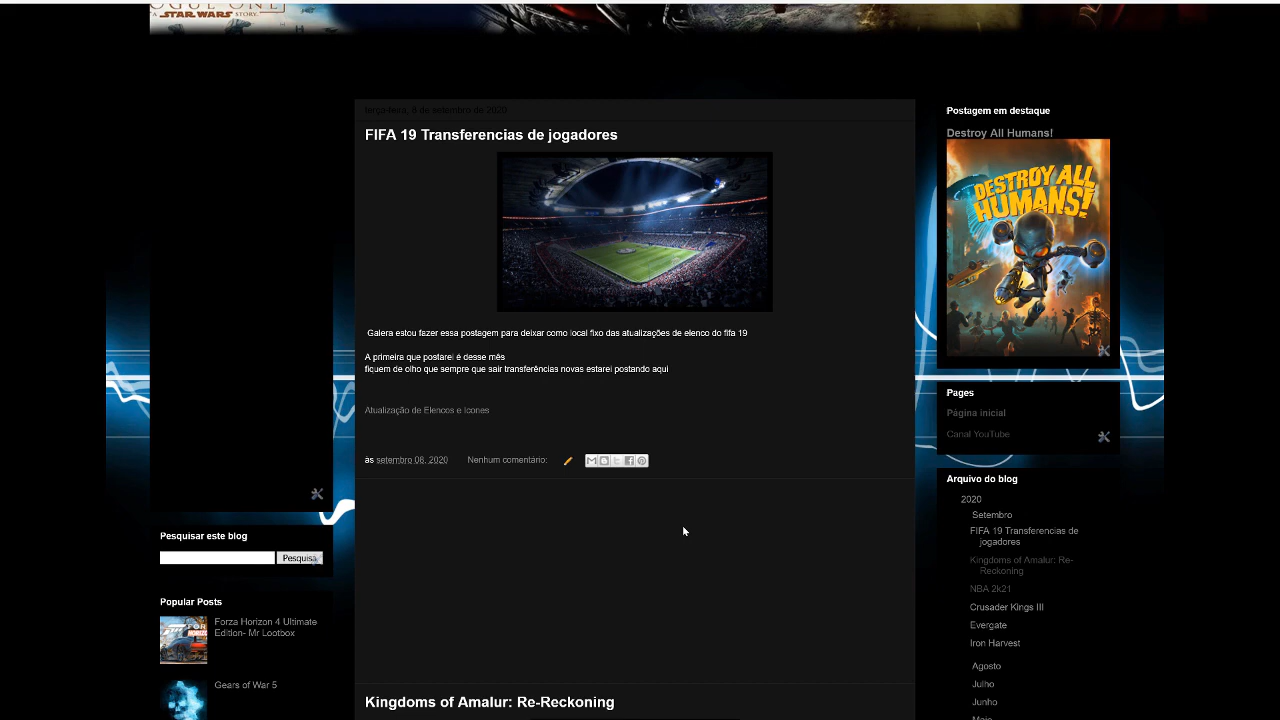 STAR WARS STORY.
terça-feira, 8 de setembro de 2020
FIFA 19 Transferencias de jogadores
Galera estou fazer essa postagem para deixar como local fixo das atualizações de elenco do fifa 19
A primeira que postarei é desse mês
fiquem de olho que sempre que sair transferências novas estarei postando aqui
Atualização de Elencos e Icones
às setembro 08, 2020 Nenhum comentário:
Kingdoms of Amalur: Re-Reckoning
Pesquisar este blog
Pesquisar
Popular Posts
Forza Horizon 4 Ultimate
Edition- Mr Lootbox
Gears of War 5
Postagem em destaque
Destroy All Humans!
DESTROY ALL
HUMANS!
Pages
Página inicial
Canal YouTube
Arquivo do blog
2020
Setembro
FIFA 19 Transferencias de
jogadores
Kingdoms of Amalur: Re-
Reckoning
NBA 2k21
Crusader Kings III
Evergate
Iron Harvest
Agosto
Julho
Junho
Maio